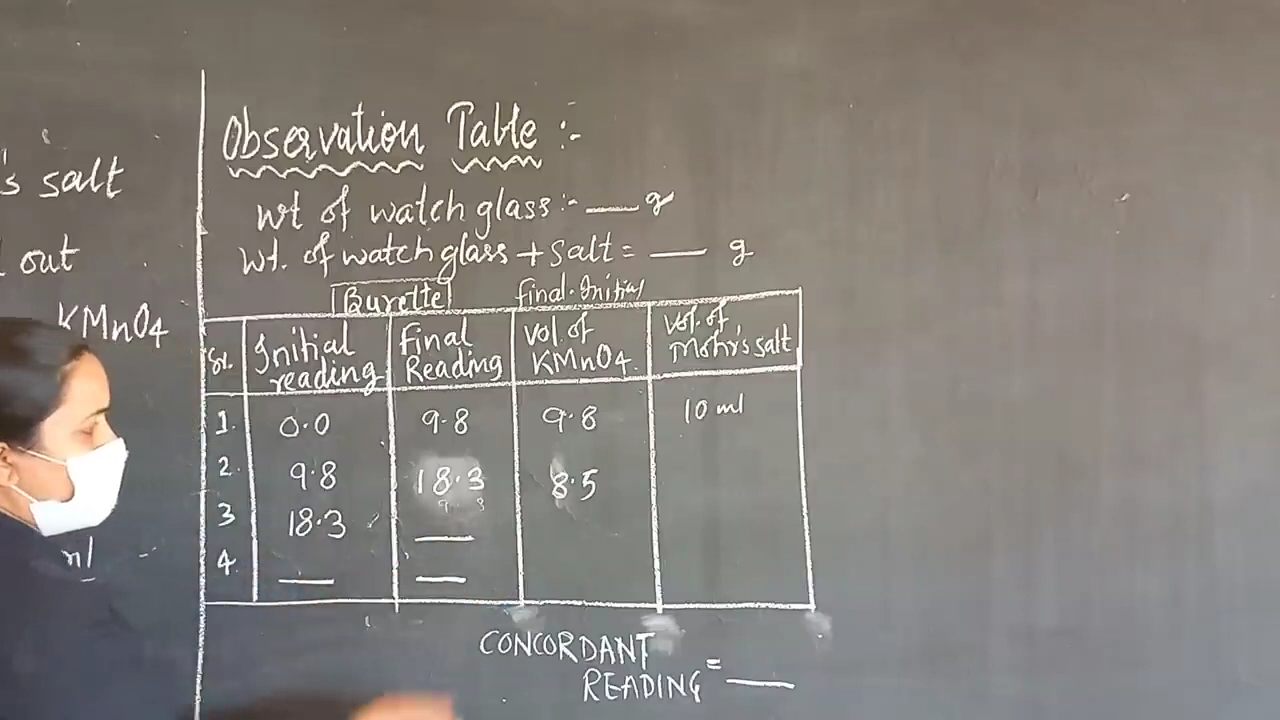 's salt
out
KMnO4
ml
Observation Table :-
wt of watch glass :- ___ g
wt. of watch glass + salt = ___ g
Burette Final - Initial
Sr. Initial reading Final Reading Vol. of KMnO4. Vol. of Mohr's salt
1. 0.0 9.8 9.8 10 ml
2. 9.8 18.3 8.5
3 18.3 ___
4. ___ ___
CONCORDANT
READING = ___